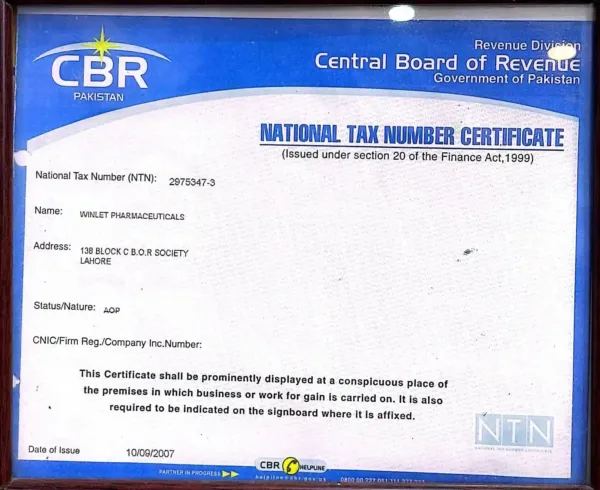 CBR
PAKISTAN
Revenue Division
Central Board of Revenue
Government of Pakistan
NATIONAL TAX NUMBER CERTIFICATE
(Issued under section 20 of the Finance Act,1999)
National Tax Number (NTN): 2975347-3
Name: WINLET PHARMACEUTICALS
Address: 138 BLOCK C B.O.R SOCIETY
LAHORE
Status/Nature: AOP
CNIC/Firm Reg./Company Inc.Number:
This Certificate shall be prominently displayed at a conspicuous place of
the premises in which business or work for gain is carried on. It is also
required to be indicated on the signboard where it is affixed.
NTN
NATIONAL TAX NUMBER CERTIFICATE
Date of Issue 10/09/2007
PARTNER IN PROGRESS
CBR HELPLINE